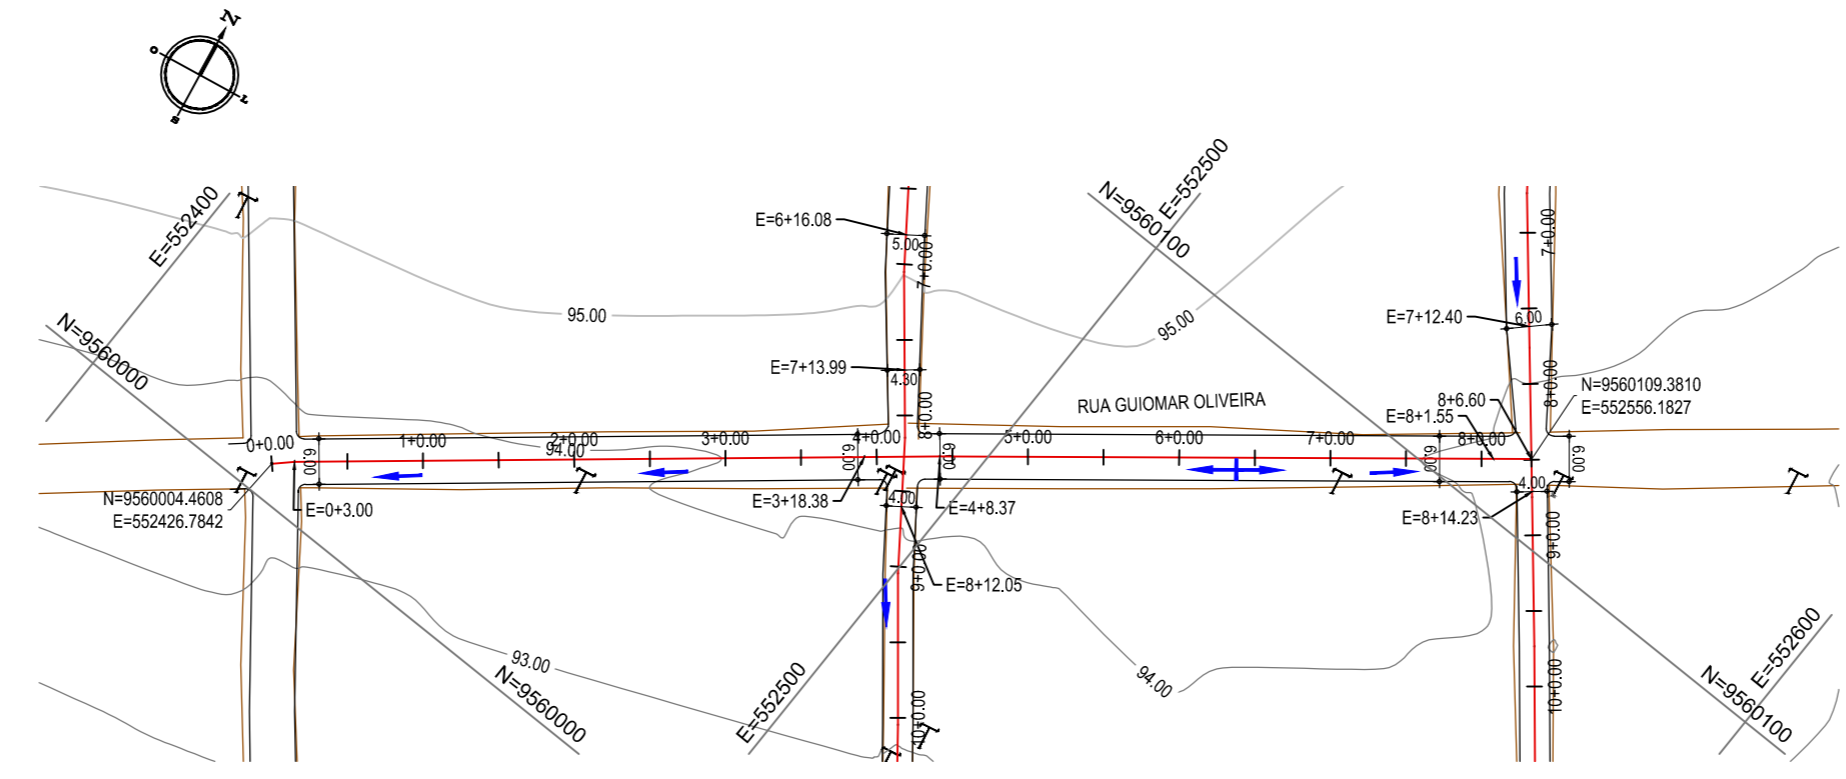 N
O
L
S
E=552400
N=9560000
E=6+16.08
5.00
7+0.00
E=552500
N=9560100
95.00
95.00
E=7+13.99
4.30
8+0.00
RUA GUIOMAR OLIVEIRA
7+0.00
E=7+12.40
6.00
8+0.00
N=9560109.3810
E=552556.1827
8+6.60
E=8+1.55
0+0.00
1+0.00
2+0.00
3+0.00
4+0.00
5+0.00
6+0.00
7+0.00
8+0.00
94.00
6.00
6.00
6.00
6.00
6.00
N=9560004.4608
E=552426.7842
E=0+3.00
E=3+18.38
4.00
E=4+8.37
E=8+14.23
4.00
9+0.00
E=8+12.05
9+0.00
93.00
N=9560000
E=552500
94.00
10+0.00
10+0.00
E=552600
N=9560100